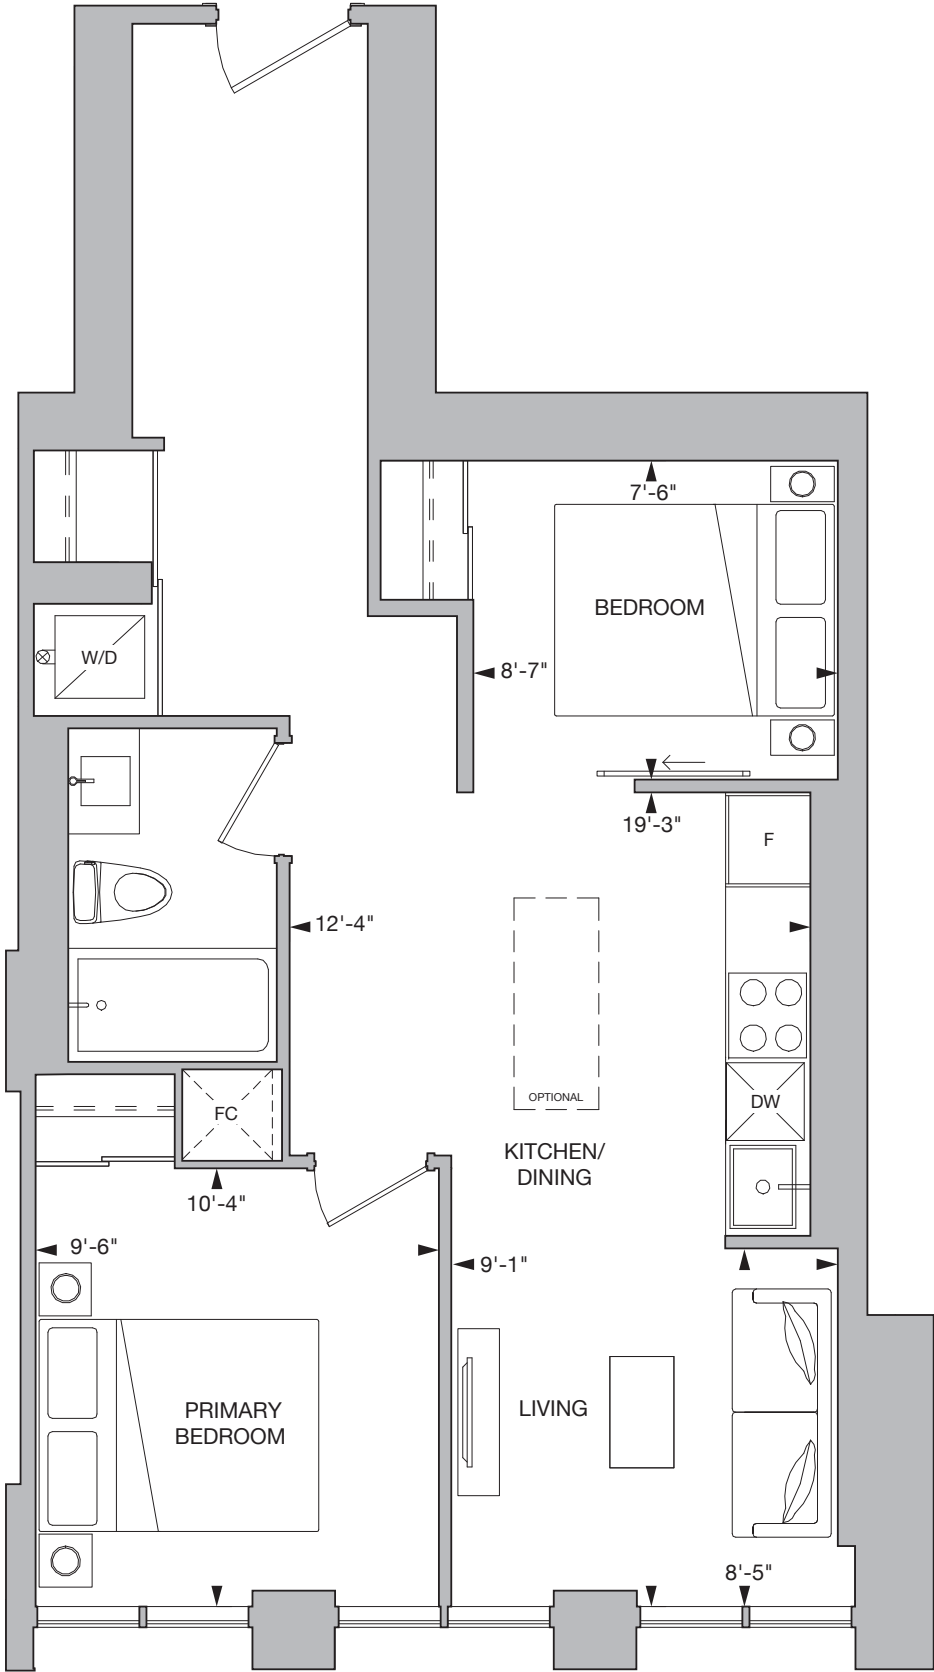 7'-6"
BEDROOM
W/D
8'-7"
19'-3"
F
12'-4"
OPTIONAL
DW
FC
KITCHEN/
DINING
10'-4"
9'-6"
9'-1"
PRIMARY
BEDROOM
LIVING
8'-5"